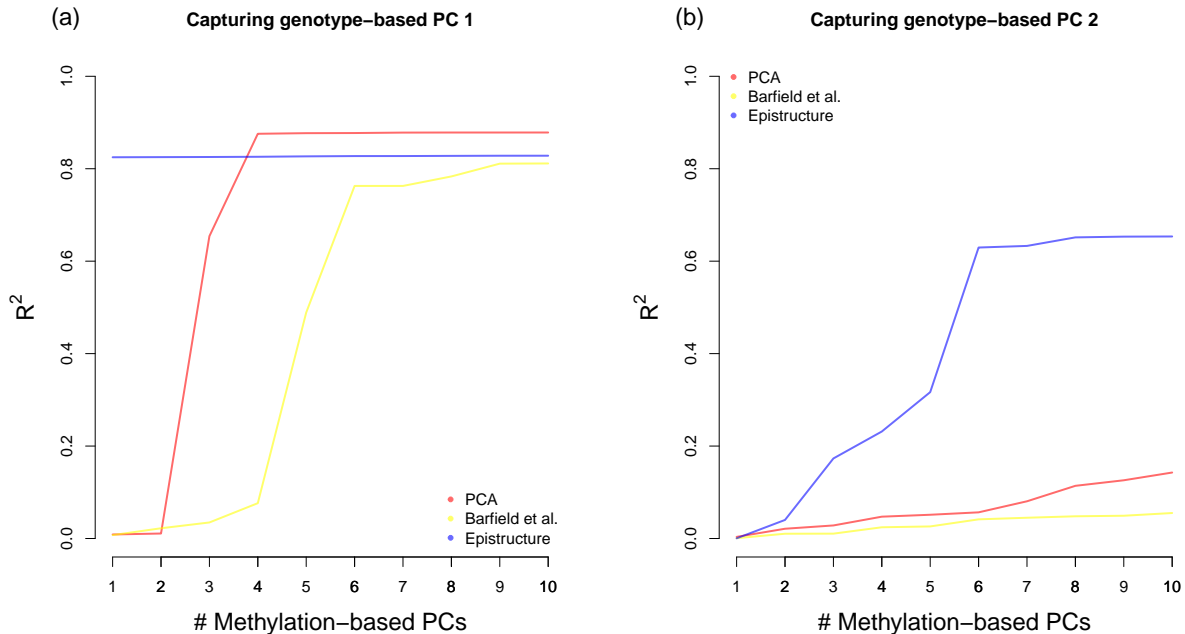 (a)
Capturing genotype−based PC 1
R2
1.0
0.8
0.6
0.4
0.2
0.0
PCA
Barfield et al.
Epistructure
1 2 3 4 5 6 7 8 9 10
# Methylation−based PCs
(b)
Capturing genotype−based PC 2
R2
1.0
0.8
0.6
0.4
0.2
0.0
PCA
Barfield et al.
Epistructure
1 2 3 4 5 6 7 8 9 10
# Methylation−based PCs